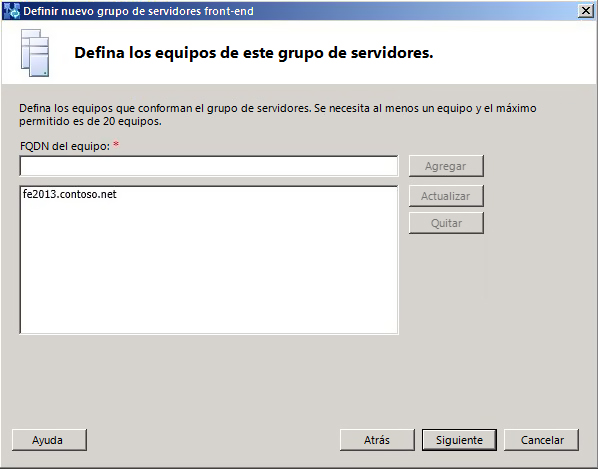 Definir nuevo grupo de servidores front-end
Defina los equipos de este grupo de servidores.
Defina los equipos que conforman el grupo de servidores. Se necesita al menos un equipo y el máximo
permitido es de 20 equipos.
FQDN del equipo: *
Agregar
fe2013.contoso.net
Actualizar
Quitar
Ayuda
Atrás
Siguiente
Cancelar